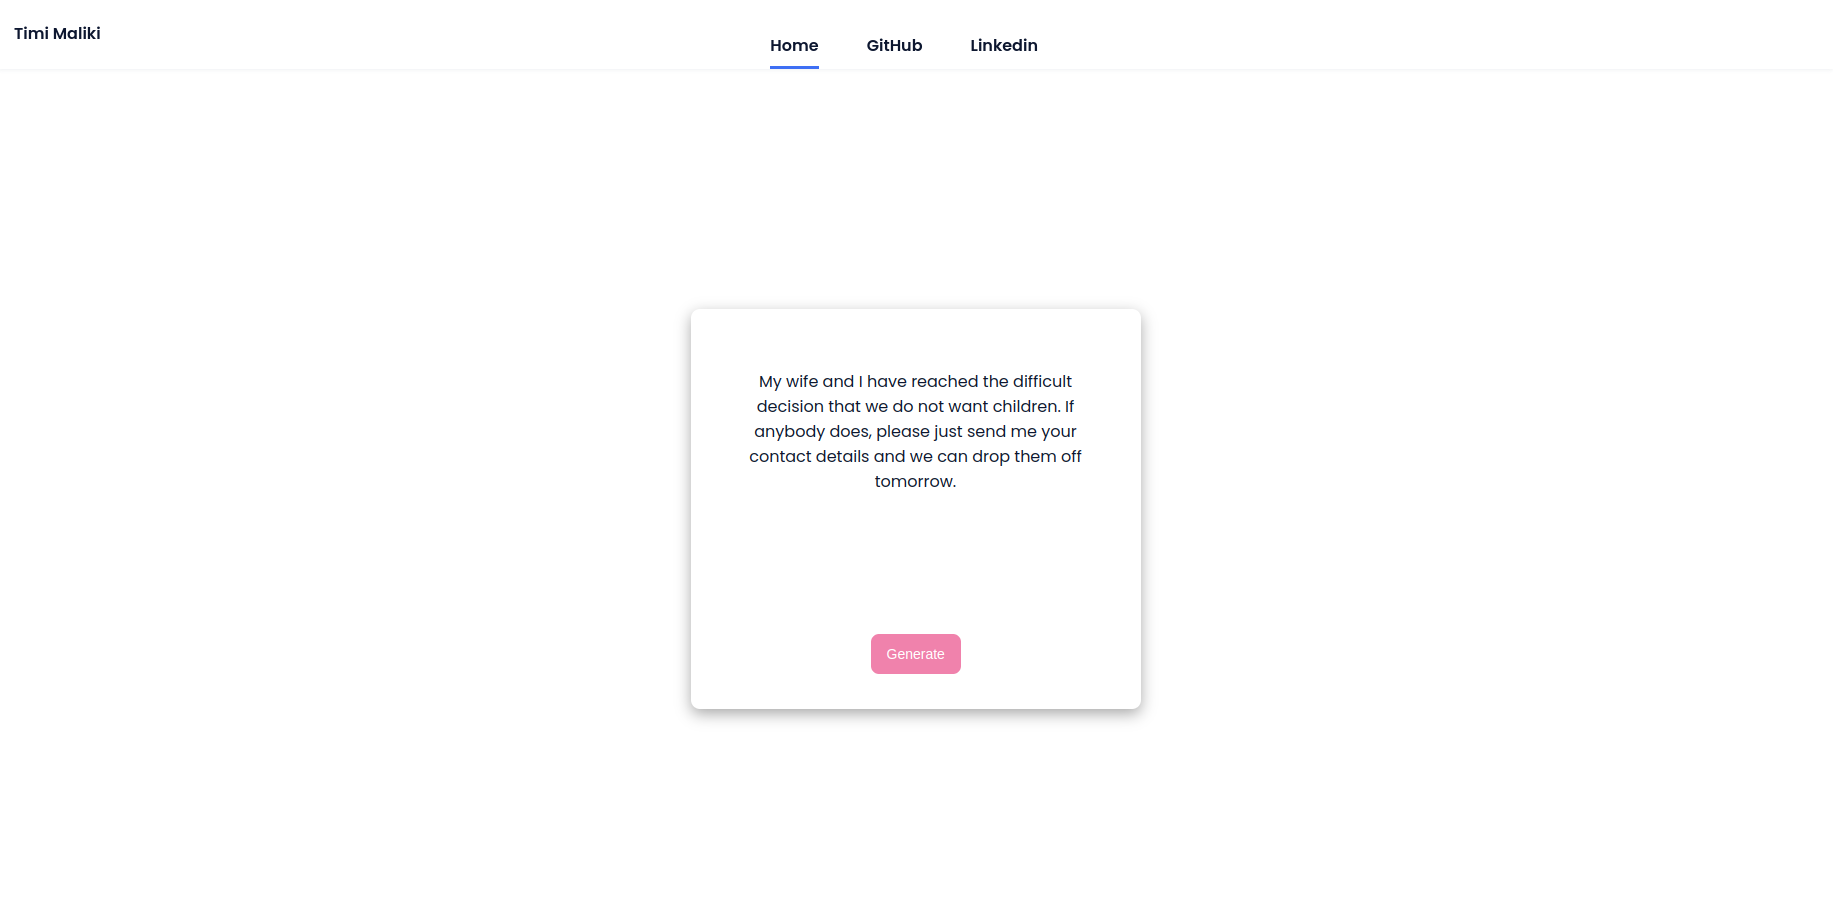 Timi Maliki
Home GitHub Linkedin
My wife and I have reached the difficult
decision that we do not want children. If
anybody does, please just send me your
contact details and we can drop them off
tomorrow.
Generate